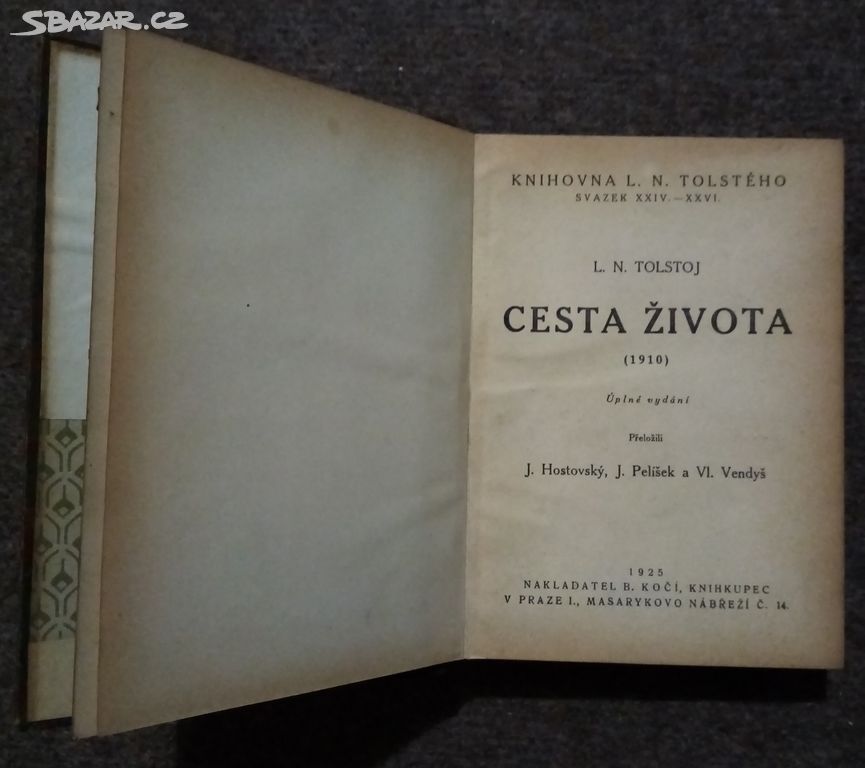 SBAZAR.CZ
KNIHOVNA L. N. TOLSTÉHO
SVAZEK XXIV.—XXVI.
L. N. TOLSTOJ
CESTA ŽIVOTA
(1910)
Úplné vydání
Přeložili
J. Hostovský, J. Pelíšek a Vl. Vendyš
1925
NAKLADATEL B. KOČÍ, KNIHKUPEC
V PRAZE I., MASARYKOVO NÁBŘEŽÍ Č. 14.